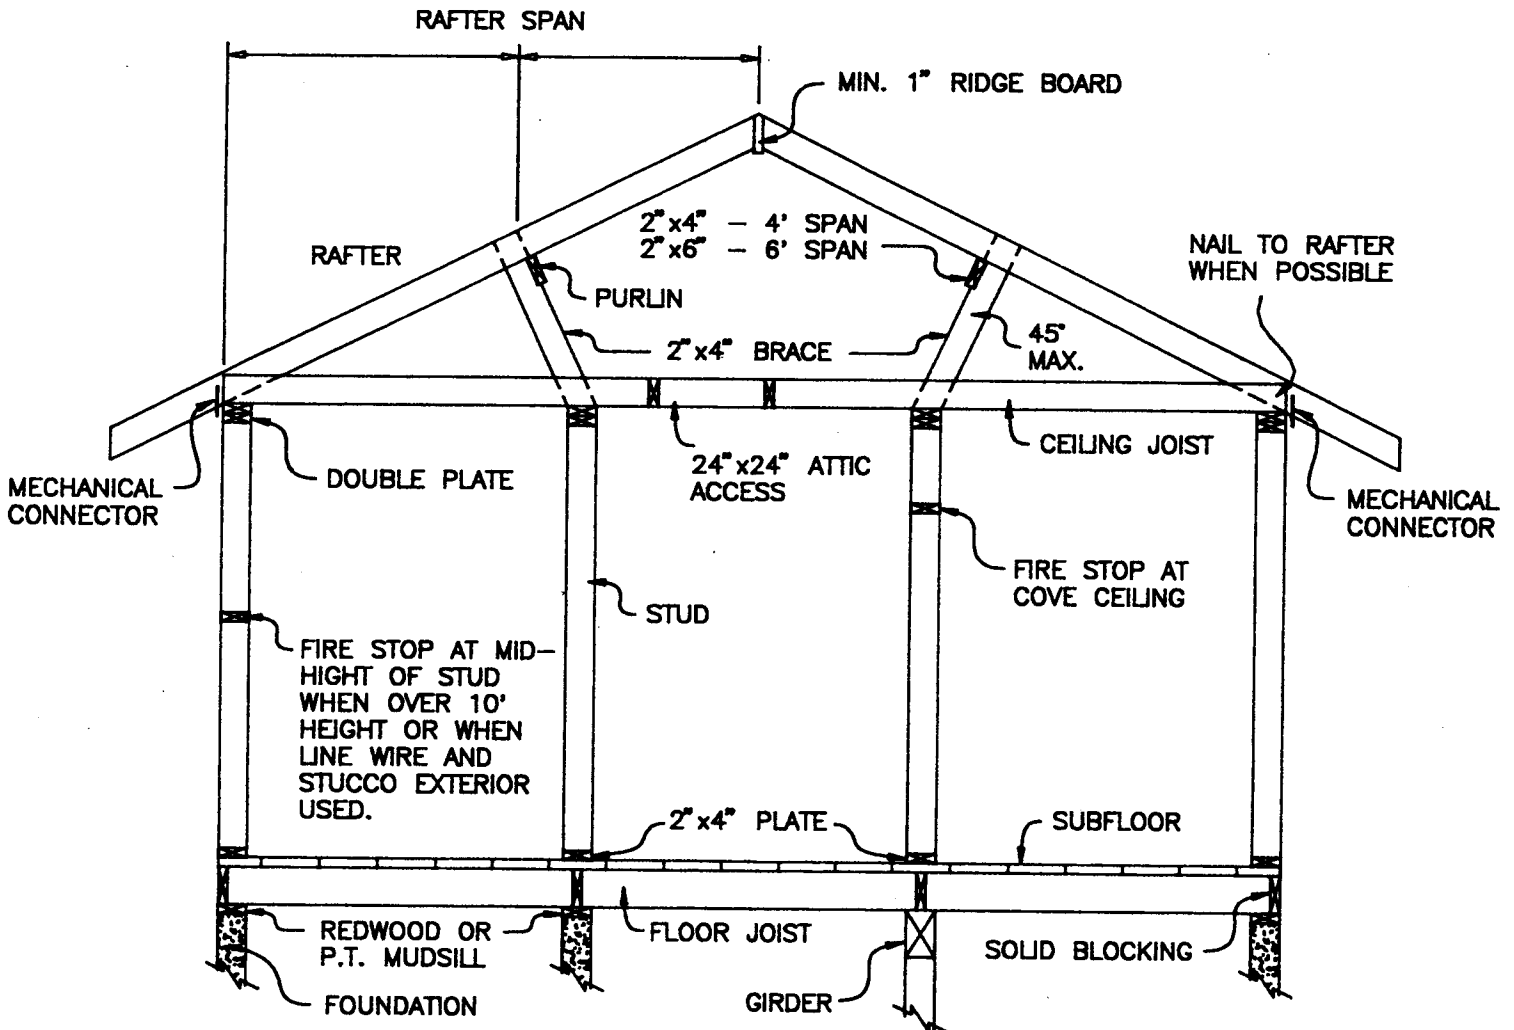 RAFTER SPAN
MIN. 1" RIDGE BOARD
2"x4" - 4' SPAN
2"x6" - 6' SPAN
RAFTER
NAIL TO RAFTER
WHEN POSSIBLE
PURLIN
2"x4" BRACE
45°
MAX.
CEILING JOIST
24"x24" ATTIC
ACCESS
DOUBLE PLATE
MECHANICAL
CONNECTOR
MECHANICAL
CONNECTOR
FIRE STOP AT
COVE CEILING
STUD
FIRE STOP AT MID-
HIGHT OF STUD
WHEN OVER 10'
HEIGHT OR WHEN
LINE WIRE AND
STUCCO EXTERIOR
USED.
2"x4" PLATE
SUBFLOOR
REDWOOD OR
P.T. MUDSILL
FLOOR JOIST
SOLID BLOCKING
FOUNDATION
GIRDER